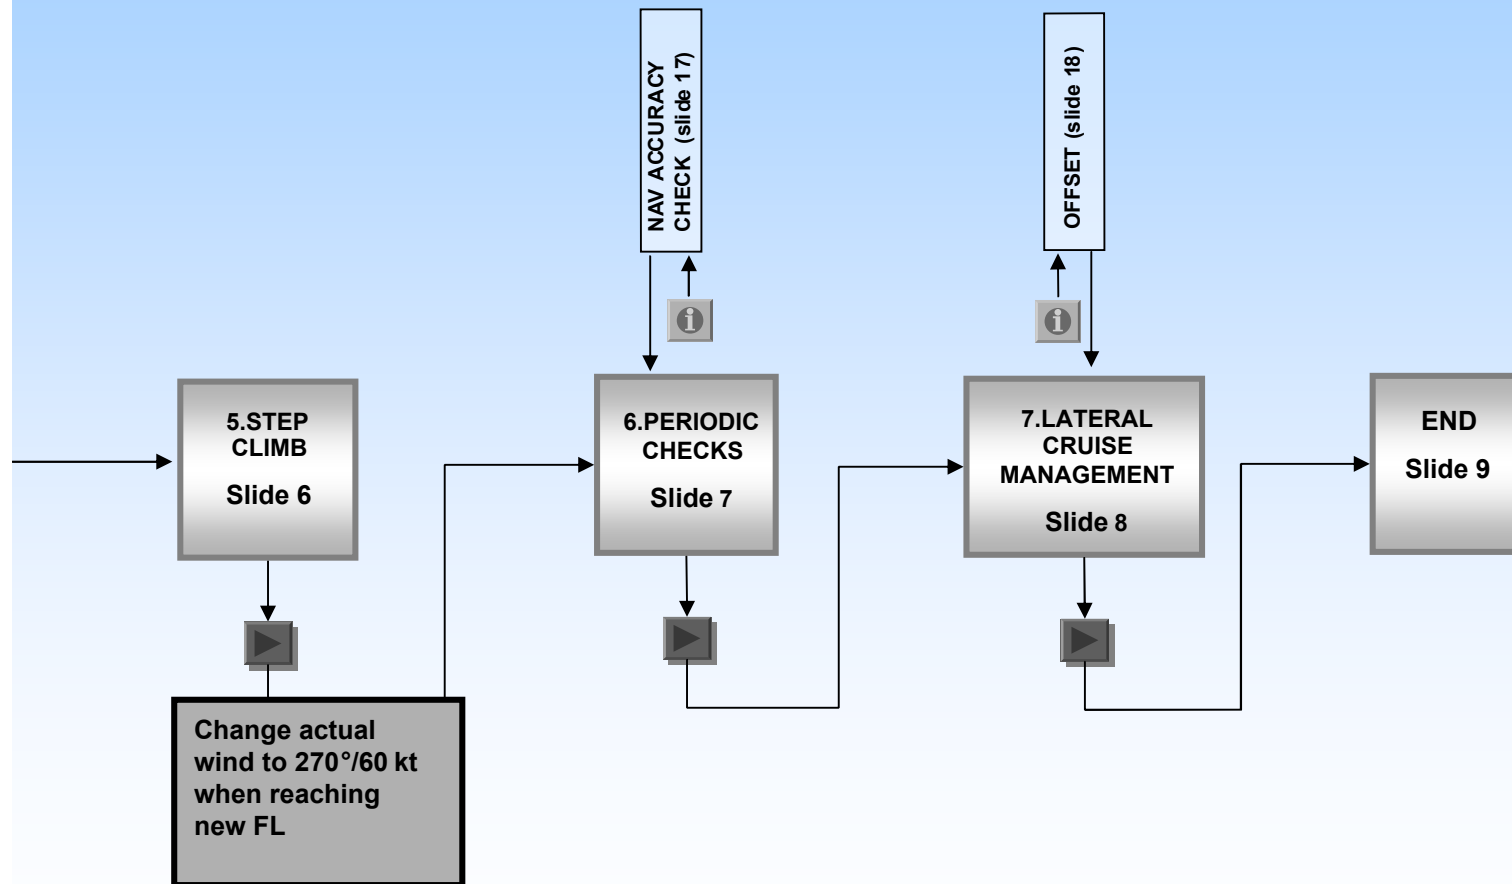 NAV ACCURACY
CHECK (slide 17)
OFFSET (slide 18)
5.STEP
CLIMB
Slide 6
6.PERIODIC
CHECKS
Slide 7
7.LATERAL
CRUISE
MANAGEMENT
Slide 8
END
Slide 9
Change actual
wind to 270°/60 kt
when reaching
new FL